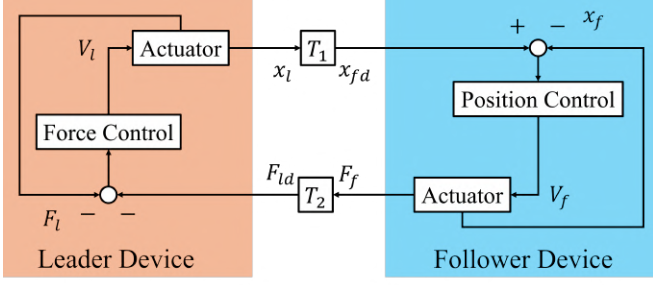 V_l
Actuator
x_l
T_1
x_{fd}
+ − x_f
Position Control
Force Control
F_{ld}
T_2
F_f
Actuator
V_f
F_l − −
Leader Device
Follower Device